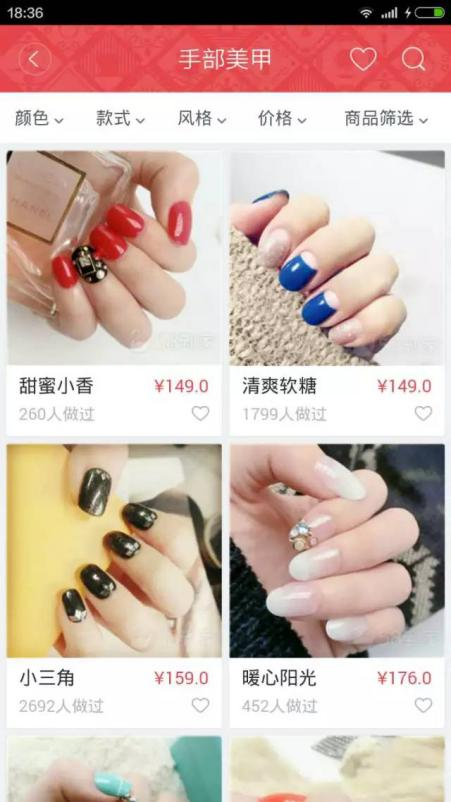 18:36
手部美甲
颜色 款式 风格 价格 商品筛选
甜蜜小香 ¥149.0
260人做过
清爽软糖 ¥149.0
1799人做过
小三角 ¥159.0
2692人做过
暖心阳光 ¥176.0
452人做过